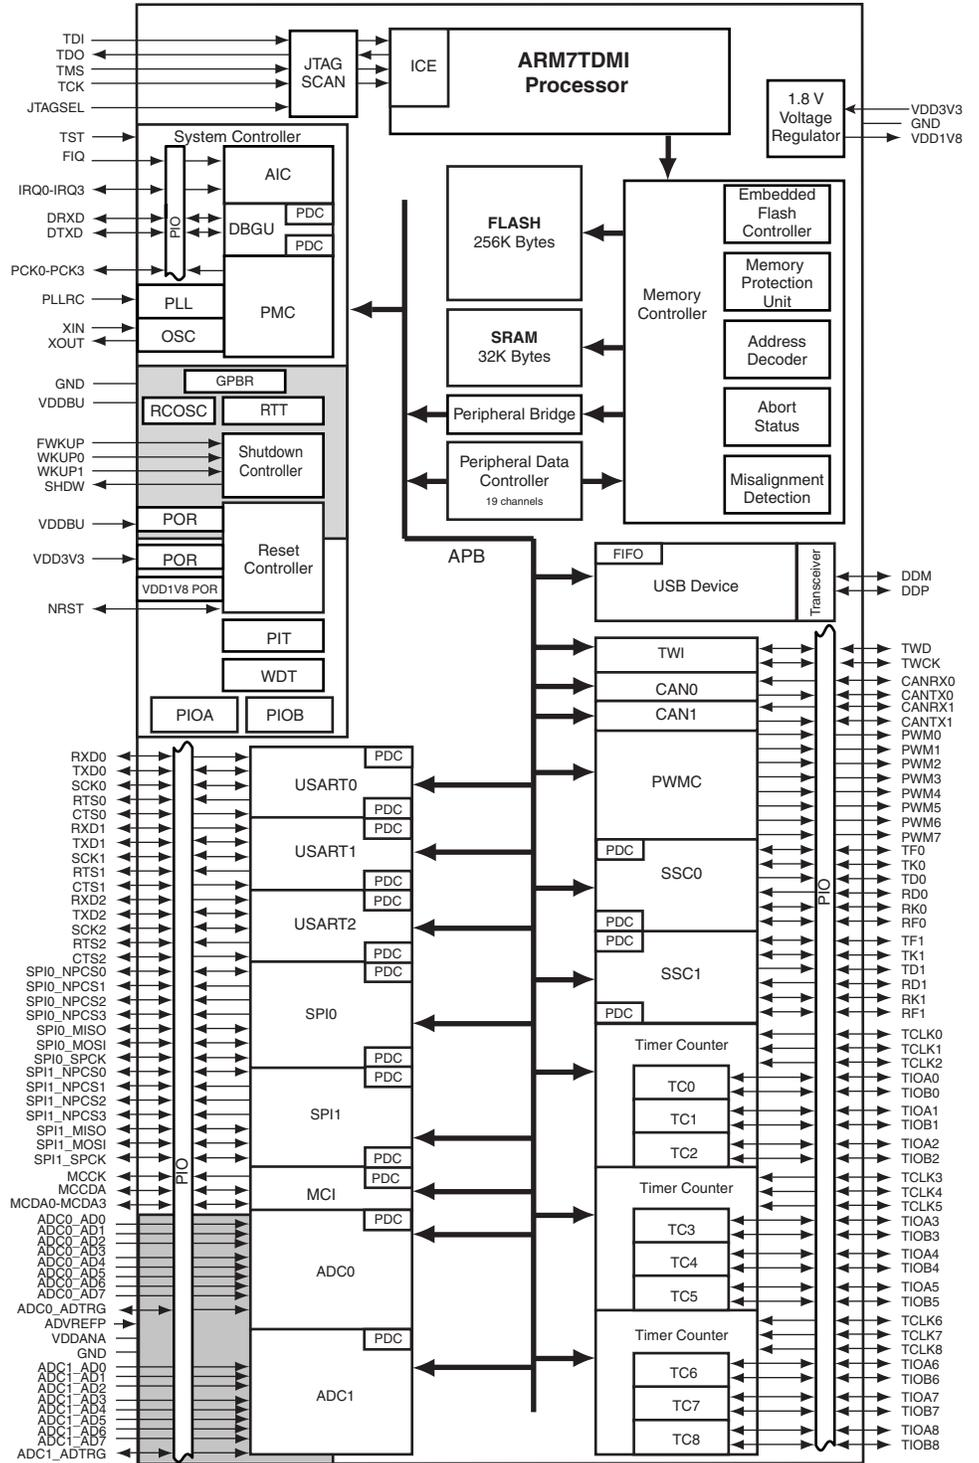 TDI
TDO
TMS
TCK
JTAGSEL
JTAG
SCAN
ICE
ARM7TDMI
Processor
1.8 V
Voltage
Regulator
VDD3V3
GND
VDD1V8
TST
FIQ
IRQ0-IRQ3
DRXD
DTXD
PCK0-PCK3
PLLRC
XIN
XOUT
System Controller
PIO
AIC
DBGU
PDC
PDC
PMC
PLL
OSC
FLASH
256K Bytes
SRAM
32K Bytes
Peripheral Bridge
Peripheral Data
Controller
19 channels
Memory
Controller
Embedded
Flash
Controller
Memory
Protection
Unit
Address
Decoder
Abort
Status
Misalignment
Detection
GND
VDDBU
FWKUP
WKUP0
WKUP1
SHDW
VDDBU
VDD3V3
NRST
GPBR
RCOSC
RTT
Shutdown
Controller
POR
POR
VDD1V8 POR
Reset
Controller
PIT
WDT
PIOA
PIOB
APB
FIFO
USB Device
Transceiver
DDM
DDP
RXD0
TXD0
SCK0
RTS0
CTS0
RXD1
TXD1
SCK1
RTS1
CTS1
RXD2
TXD2
SCK2
RTS2
CTS2
SPI0_NPCS0
SPI0_NPCS1
SPI0_NPCS2
SPI0_NPCS3
SPI0_MISO
SPI0_MOSI
SPI0_SPCK
SPI1_NPCS0
SPI1_NPCS1
SPI1_NPCS2
SPI1_NPCS3
SPI1_MISO
SPI1_MOSI
SPI1_SPCK
MCCK
MCCDA
MCDA0-MCDA3
ADC0_AD0
ADC0_AD1
ADC0_AD2
ADC0_AD3
ADC0_AD4
ADC0_AD5
ADC0_AD6
ADC0_AD7
ADC0_ADTRG
ADVREFP
VDDANA
GND
ADC1_AD0
ADC1_AD1
ADC1_AD2
ADC1_AD3
ADC1_AD4
ADC1_AD5
ADC1_AD6
ADC1_AD7
ADC1_ADTRG
PIO
PDC
USART0
PDC
PDC
USART1
PDC
PDC
USART2
PDC
PDC
SPI0
PDC
PDC
SPI1
PDC
PDC
MCI
PDC
ADC0
PDC
ADC1
TWI
CAN0
CAN1
PWMC
PDC
SSC0
PDC
PDC
SSC1
PDC
Timer Counter
TC0
TC1
TC2
Timer Counter
TC3
TC4
TC5
Timer Counter
TC6
TC7
TC8
PIO
TWD
TWCK
CANRX0
CANTX0
CANRX1
CANTX1
PWM0
PWM1
PWM2
PWM3
PWM4
PWM5
PWM6
PWM7
TF0
TK0
TD0
RD0
RK0
RF0
TF1
TK1
TD1
RD1
RK1
RF1
TCLK0
TCLK1
TCLK2
TIOA0
TIOB0
TIOA1
TIOB1
TIOA2
TIOB2
TCLK3
TCLK4
TCLK5
TIOA3
TIOB3
TIOA4
TIOB4
TIOA5
TIOB5
TCLK6
TCLK7
TCLK8
TIOA6
TIOB6
TIOA7
TIOB7
TIOA8
TIOB8